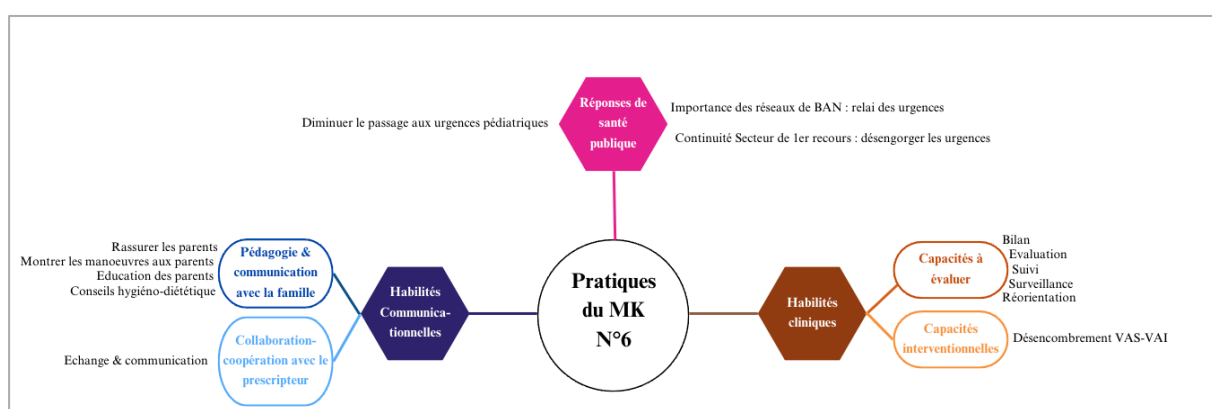 Réponses de
santé
publique
Diminuer le passage aux urgences pédiatriques
Importance des réseaux de BAN : relai des urgences
Continuité Secteur de 1er recours : désengorger les urgences
Rassurer les parents
Montrer les manoeuvres aux parents
Education des parents
Conseils hygiéno-diététique
Pédagogie &
communication
avec la famille
Echange & communication
Collaboration-
coopération avec le
prescripteur
Habilités
Communica-
tionnelles
Pratiques
du MK
N°6
Habilités
cliniques
Capacités à
évaluer
Bilan
Evaluation
Suivi
Surveillance
Réorientation
Capacités
interventionnelles
Désencombrement VAS-VAI